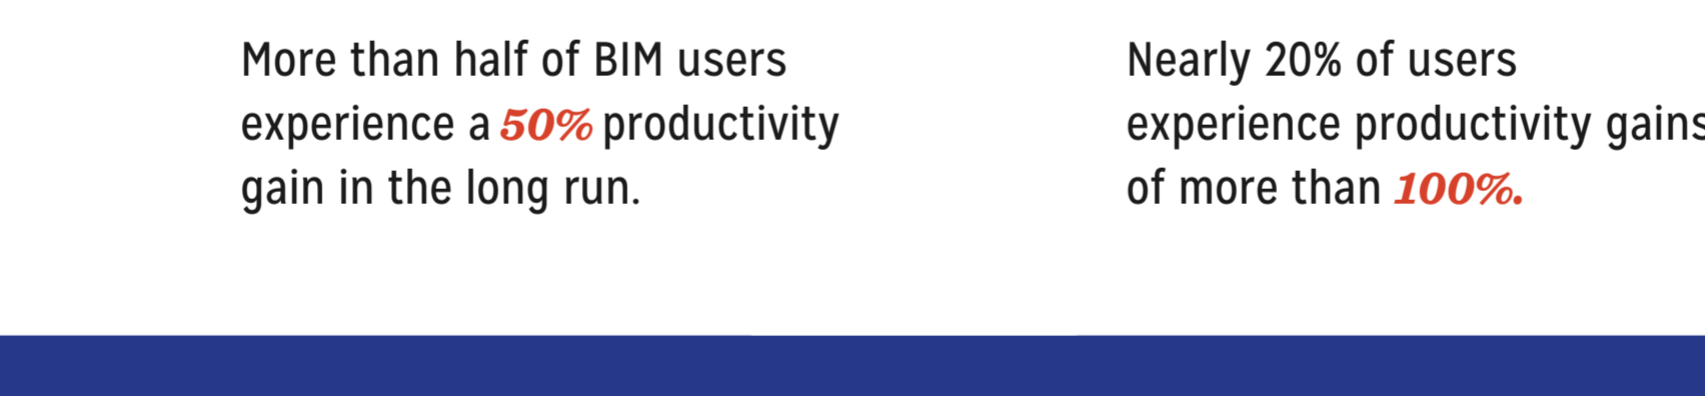 More than half of BIM users
experience a 50% productivity
gain in the long run.
Nearly 20% of users
experience productivity gains
of more than 100%.